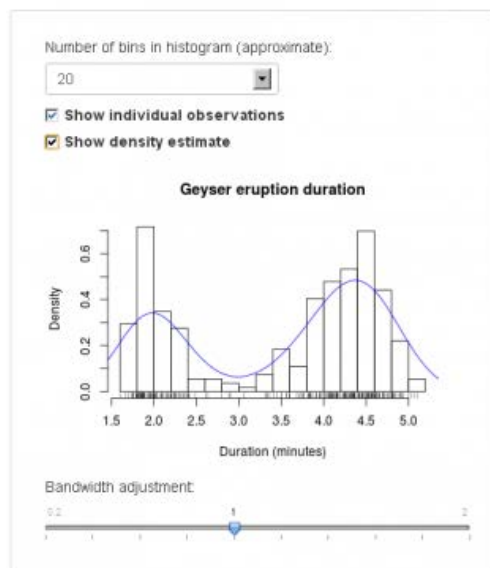 Number of bins in histogram (approximate):
20
Show individual observations
Show density estimate
Geyser eruption duration
Density
0.0 0.2 0.4 0.6
1.5 2.0 2.5 3.0 3.5 4.0 4.5 5.0
Duration (minutes)
Bandwidth adjustment:
0.2 1 2